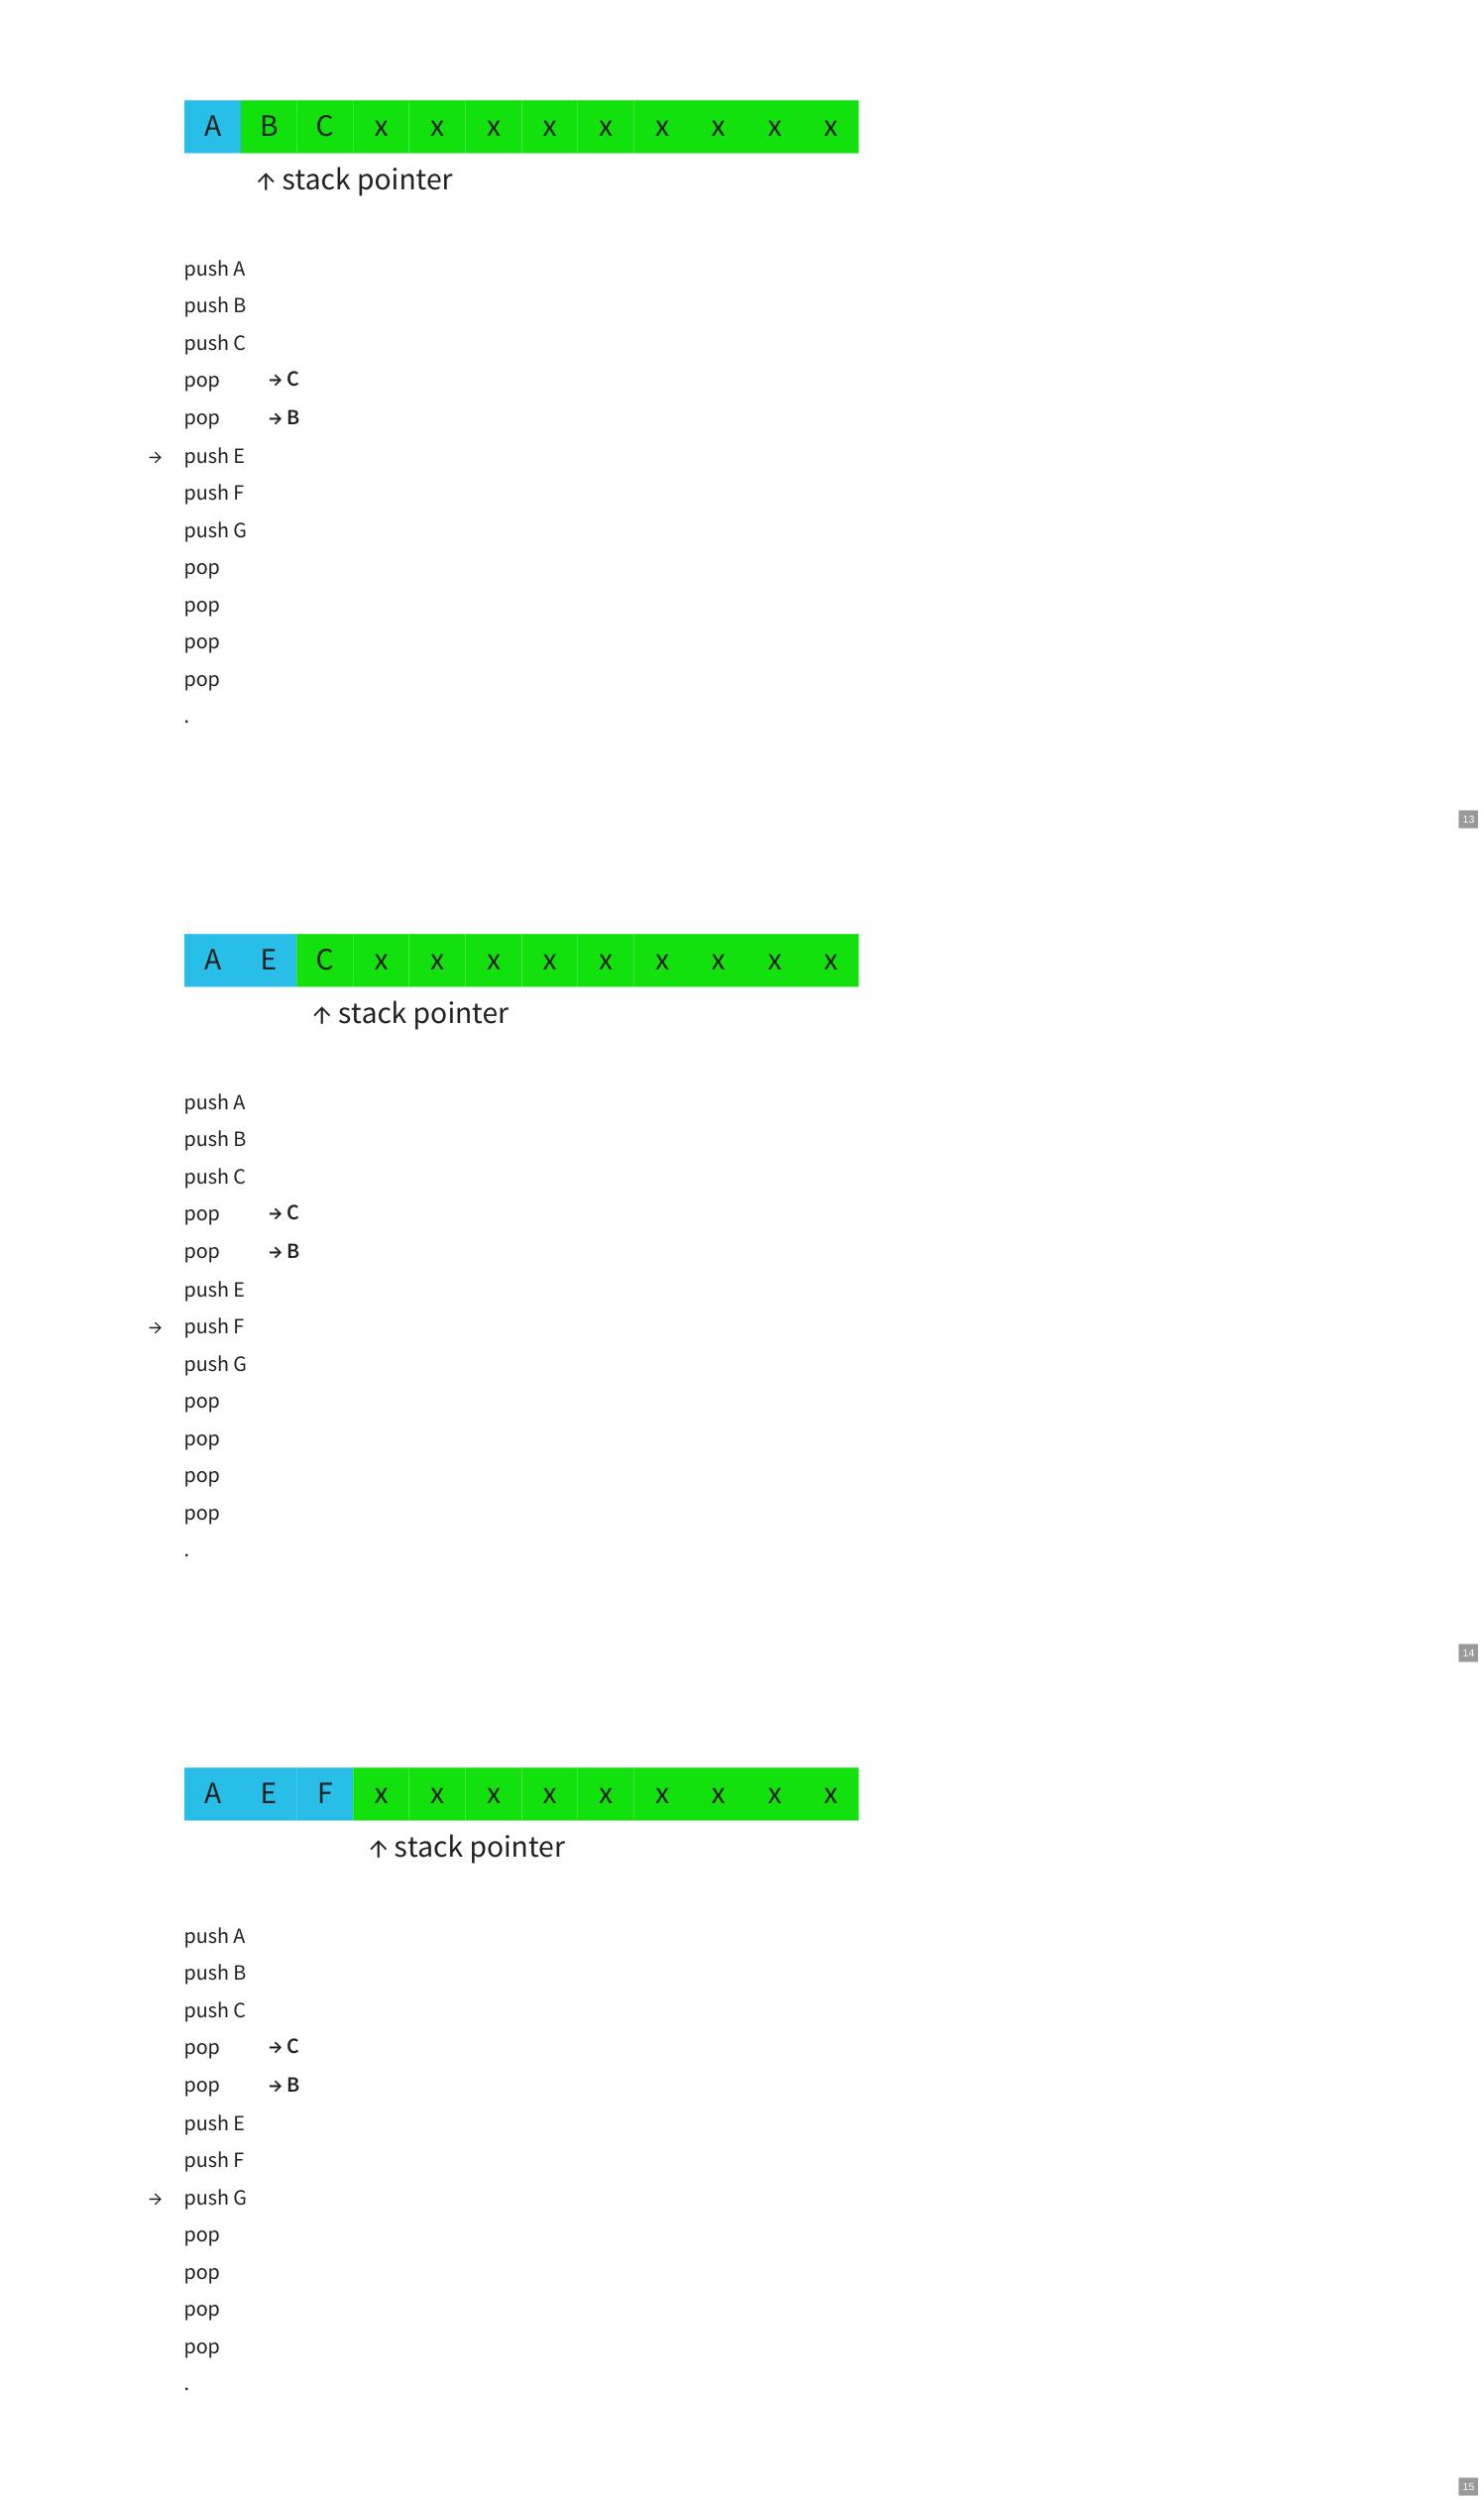 A B C x x x x x x x x x
↑ stack pointer
push A
push B
push C
pop → C
pop → B
→ push E
push F
push G
pop
pop
pop
pop
.
13
A E C x x x x x x x x x
↑ stack pointer
push A
push B
push C
pop → C
pop → B
push E
→ push F
push G
pop
pop
pop
pop
.
14
A E F x x x x x x x x x
↑ stack pointer
push A
push B
push C
pop → C
pop → B
push E
push F
→ push G
pop
pop
pop
pop
.
15